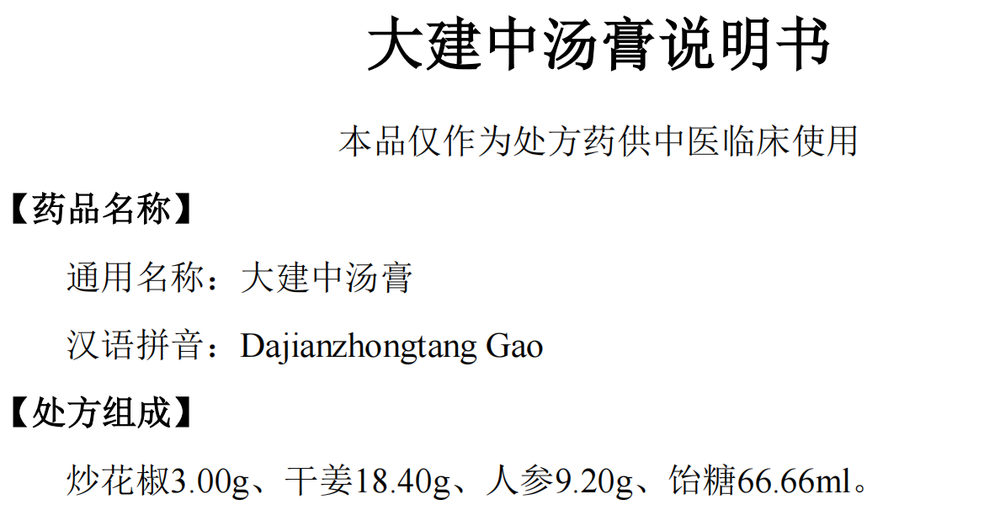 大建中汤膏说明书
本品仅作为处方药供中医临床使用
【药品名称】
通用名称：大建中汤膏
汉语拼音：Dajianzhongtang Gao
【处方组成】
炒花椒3.00g、干姜18.40g、人参9.20g、饴糖66.66ml。